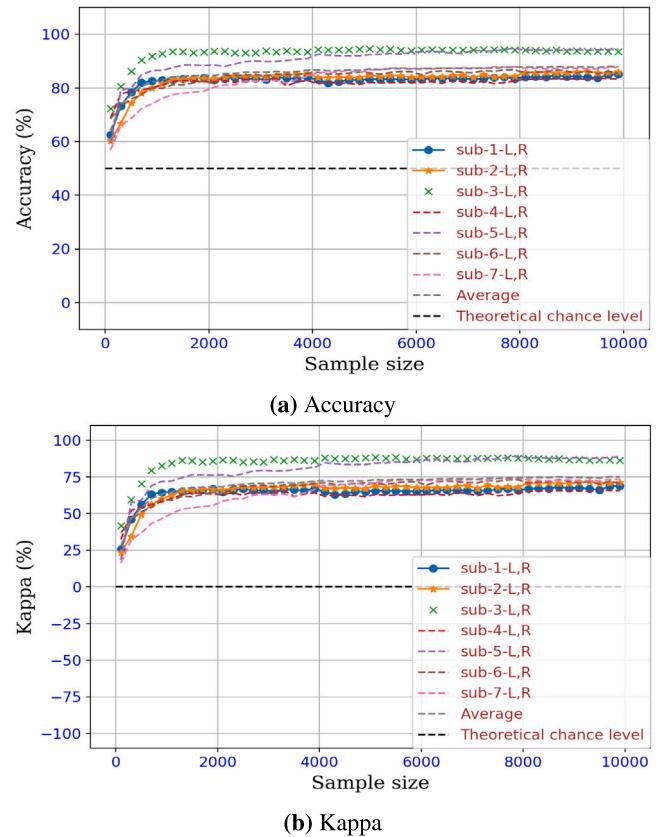 100
80
60
40
20
0
Accuracy (%)
sub-1-L,R
sub-2-L,R
sub-3-L,R
sub-4-L,R
sub-5-L,R
sub-6-L,R
sub-7-L,R
Average
Theoretical chance level
0 2000 4000 6000 8000 10000
Sample size
(a) Accuracy
100
75
50
25
0
−25
−50
−75
−100
Kappa (%)
sub-1-L,R
sub-2-L,R
sub-3-L,R
sub-4-L,R
sub-5-L,R
sub-6-L,R
sub-7-L,R
Average
Theoretical chance level
0 2000 4000 6000 8000 10000
Sample size
(b) Kappa